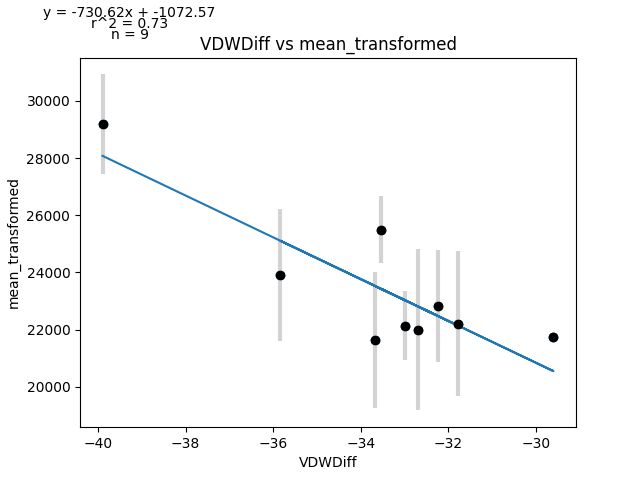 y = -730.62x + -1072.57
r^2 = 0.73
n = 9
VDWDiff vs mean_transformed
30000
28000
26000
24000
22000
20000
mean_transformed
−40
−38
−36
−34
−32
−30
VDWDiff